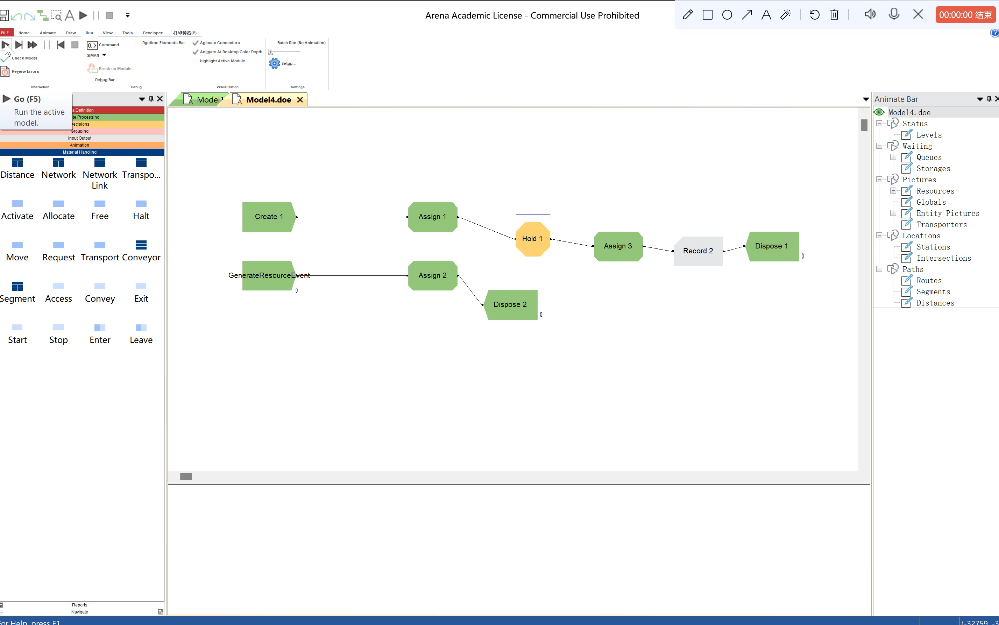 Arena Academic License - Commercial Use Prohibited
00:00:00 结束
FILE Home Animate Draw Run View Tools Developer 打印预览(P)
Command
SIMAN
Break on Module
Debug Bar
Check Model
Review Errors
Runtime Elements Bar
Animate Connectors
Animate At Desktop Color Depth
Highlight Active Module
Batch Run (No Animation)
Setup...
Interaction Debug Visualization Settings
Go (F5)
Run the active
model.
a Definition
te Processing
ecisions
Grouping
Input Output
Animation
Material Handling
Distance Network Network Link Transpo...
Activate Allocate Free Halt
Move Request Transport Conveyor
Segment Access Convey Exit
Start Stop Enter Leave
Reports
Navigate
Model1 Model4.doe
Create 1
Assign 1
Hold 1
Assign 3
Record 2
Dispose 1
0
GenerateResourceEvent
0
Assign 2
Dispose 2
0
Animate Bar
Model4.doe
Status
Levels
Waiting
Queues
Storages
Pictures
Resources
Globals
Entity Pictures
Transporters
Locations
Stations
Intersections
Paths
Routes
Segments
Distances
For Help, press F1
(-32759, -3